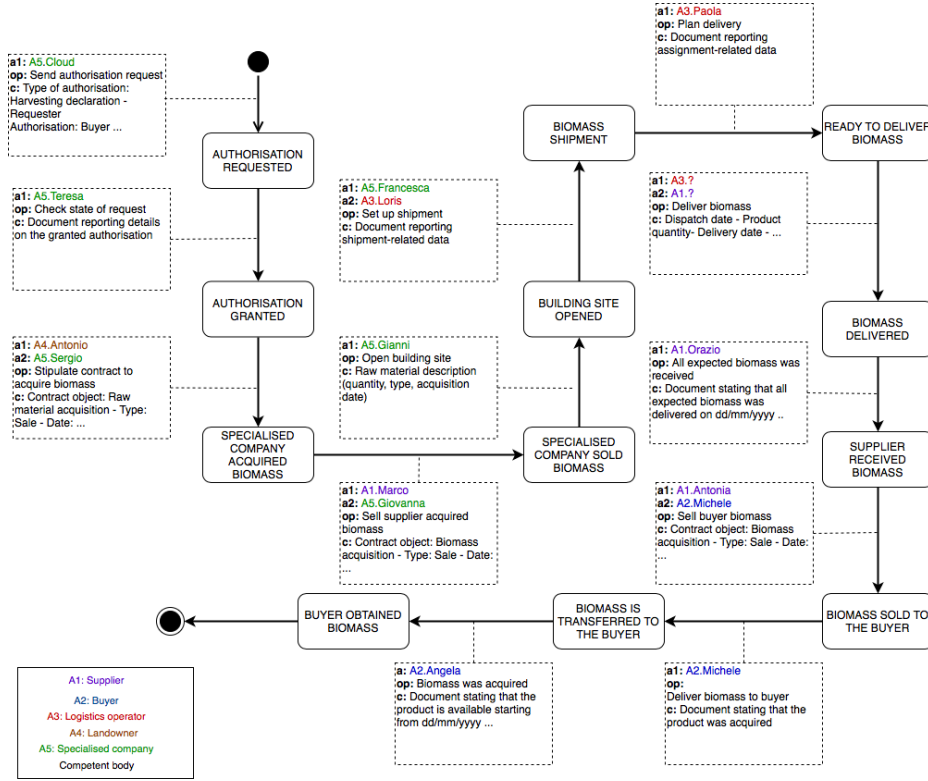 a1: A5.Cloud
op: Send authorisation request
c: Type of authorisation:
Harvesting declaration -
Requester
Authorisation: Buyer ...
AUTHORISATION
REQUESTED
a1: A5.Teresa
op: Check state of request
c: Document reporting details
on the granted authorisation
AUTHORISATION
GRANTED
a1: A4.Antonio
a2: A5.Sergio
op: Stipulate contract to
acquire biomass
c: Contract object: Raw
material acquisition - Type:
Sale - Date: ...
SPECIALISED
COMPANY
ACQUIRED
BIOMASS
a1: A1.Marco
a2: A5.Giovanna
op: Sell supplier acquired
biomass
c: Contract object: Biomass
acquisition - Type: Sale - Date:
...
SPECIALISED
COMPANY SOLD
BIOMASS
a1: A5.Gianni
op: Open building site
c: Raw material description
(quantity, type, acquisition
date)
BUILDING SITE
OPENED
a1: A5.Francesca
a2: A3.Loris
op: Set up shipment
c: Document reporting
shipment-related data
BIOMASS
SHIPMENT
a1: A3.Paola
op: Plan delivery
c: Document reporting
assignment-related data
READY TO DELIVER
BIOMASS
a1: A3.?
a2: A1.?
op: Deliver biomass
c: Dispatch date - Product
quantity- Delivery date - ...
BIOMASS
DELIVERED
a1: A1.Orazio
op: All expected biomass was
received
c: Document stating that all
expected biomass was
delivered on dd/mm/yyyy ..
SUPPLIER
RECEIVED
BIOMASS
a1: A1.Antonia
a2: A2.Michele
op: Sell buyer biomass
c: Contract object: Biomass
acquisition - Type: Sale - Date:
...
BIOMASS SOLD TO
THE BUYER
a1: A2.Michele
op:
Deliver biomass to buyer
c: Document stating that the
product was acquired
BIOMASS IS
TRANSFERRED TO
THE BUYER
a: A2.Angela
op: Biomass was acquired
c: Document stating that the
product is available starting
from dd/mm/yyyy ...
BUYER OBTAINED
BIOMASS
A1: Supplier
A2: Buyer
A3: Logistics operator
A4: Landowner
A5: Specialised company
Competent body